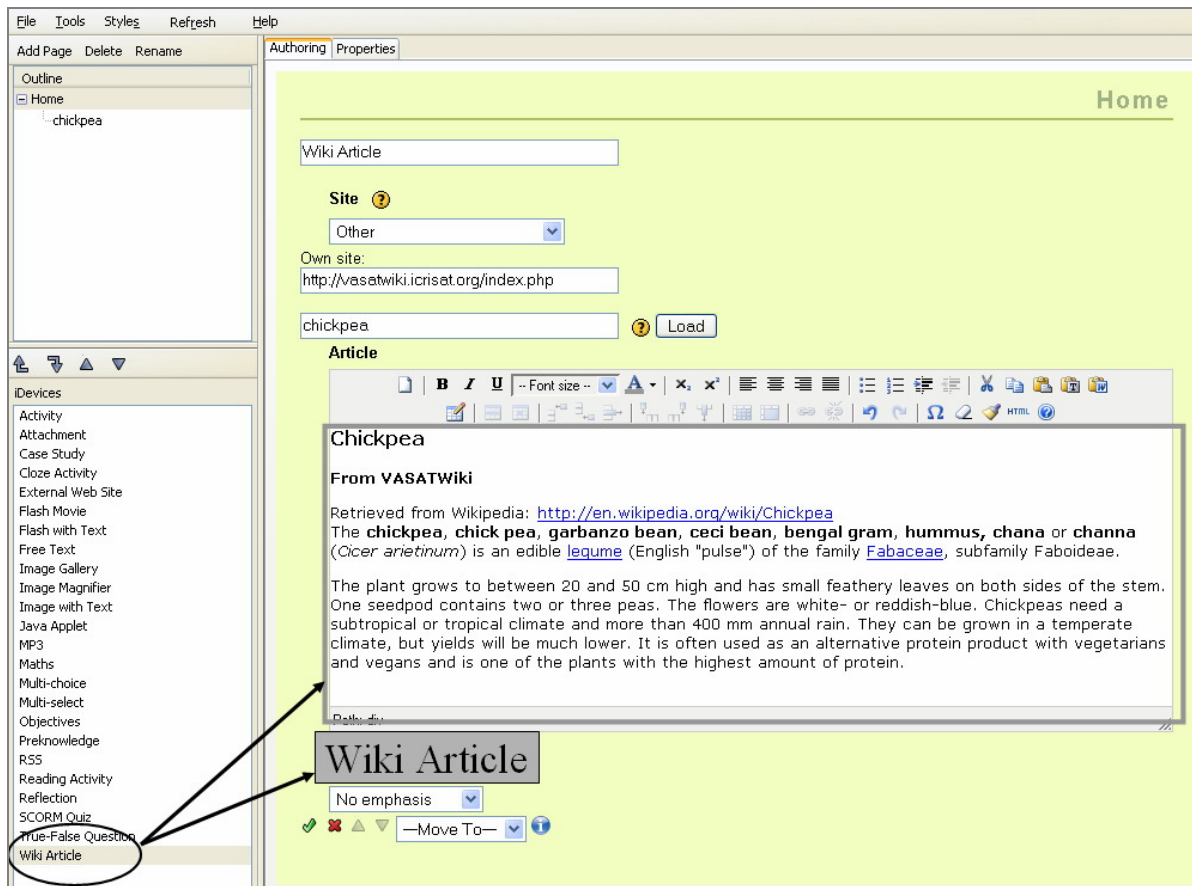 File Tools Styles Refresh Help
Add Page Delete Rename
Outline
Home
chickpea
iDevices
Activity
Attachment
Case Study
Cloze Activity
External Web Site
Flash Movie
Flash with Text
Free Text
Image Gallery
Image Magnifier
Image with Text
Java Applet
MP3
Maths
Multi-choice
Multi-select
Objectives
Preknowledge
RSS
Reading Activity
Reflection
SCORM Quiz
True-False Question
Wiki Article
Authoring Properties
Home
Wiki Article
Site ?
Other
Own site:
http://vasatwiki.icrisat.org/index.php
chickpea ? Load
Article
B I U -- Font size -- A x₂ x² T W
Ω HTML ?
Chickpea
From VASATWiki
Retrieved from Wikipedia: http://en.wikipedia.org/wiki/Chickpea
The chickpea, chick pea, garbanzo bean, ceci bean, bengal gram, hummus, chana or channa
(Cicer arietinum) is an edible legume (English "pulse") of the family Fabaceae, subfamily Faboideae.
The plant grows to between 20 and 50 cm high and has small feathery leaves on both sides of the stem.
One seedpod contains two or three peas. The flowers are white- or reddish-blue. Chickpeas need a
subtropical or tropical climate and more than 400 mm annual rain. They can be grown in a temperate
climate, but yields will be much lower. It is often used as an alternative protein product with vegetarians
and vegans and is one of the plants with the highest amount of protein.
Path: div
Wiki Article
No emphasis
—Move To— i